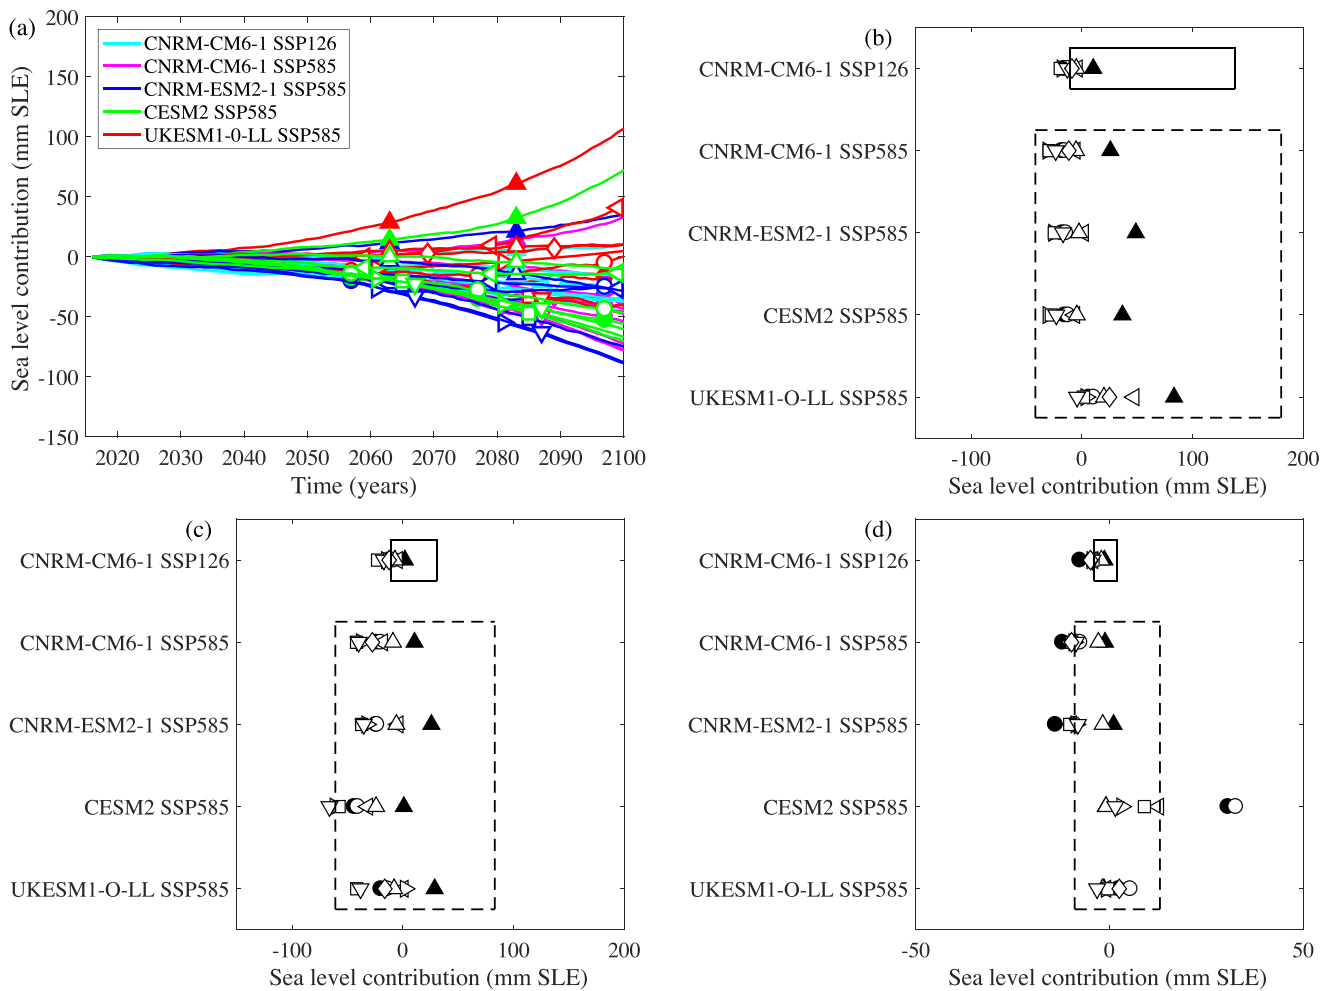 (a)
200
150
100
50
0
-50
-100
-150
Sea level contribution (mm SLE)
CNRM-CM6-1 SSP126
CNRM-CM6-1 SSP585
CNRM-ESM2-1 SSP585
CESM2 SSP585
UKESM1-0-LL SSP585
2020 2030 2040 2050 2060 2070 2080 2090 2100
Time (years)
(b)
CNRM-CM6-1 SSP126
CNRM-CM6-1 SSP585
CNRM-ESM2-1 SSP585
CESM2 SSP585
UKESM1-O-LL SSP585
-100 0 100 200
Sea level contribution (mm SLE)
(c)
CNRM-CM6-1 SSP126
CNRM-CM6-1 SSP585
CNRM-ESM2-1 SSP585
CESM2 SSP585
UKESM1-O-LL SSP585
-100 0 100 200
Sea level contribution (mm SLE)
(d)
CNRM-CM6-1 SSP126
CNRM-CM6-1 SSP585
CNRM-ESM2-1 SSP585
CESM2 SSP585
UKESM1-O-LL SSP585
-50 0 50
Sea level contribution (mm SLE)